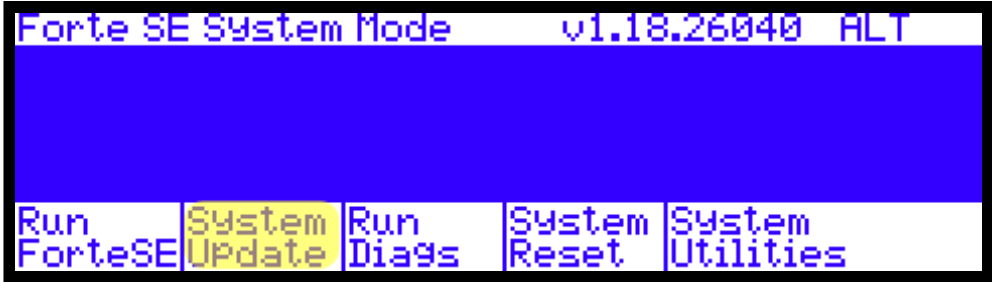 Forte SE System Mode v1.18.26040 ALT
Run ForteSE
System Update
Run Diags
System Reset
System Utilities